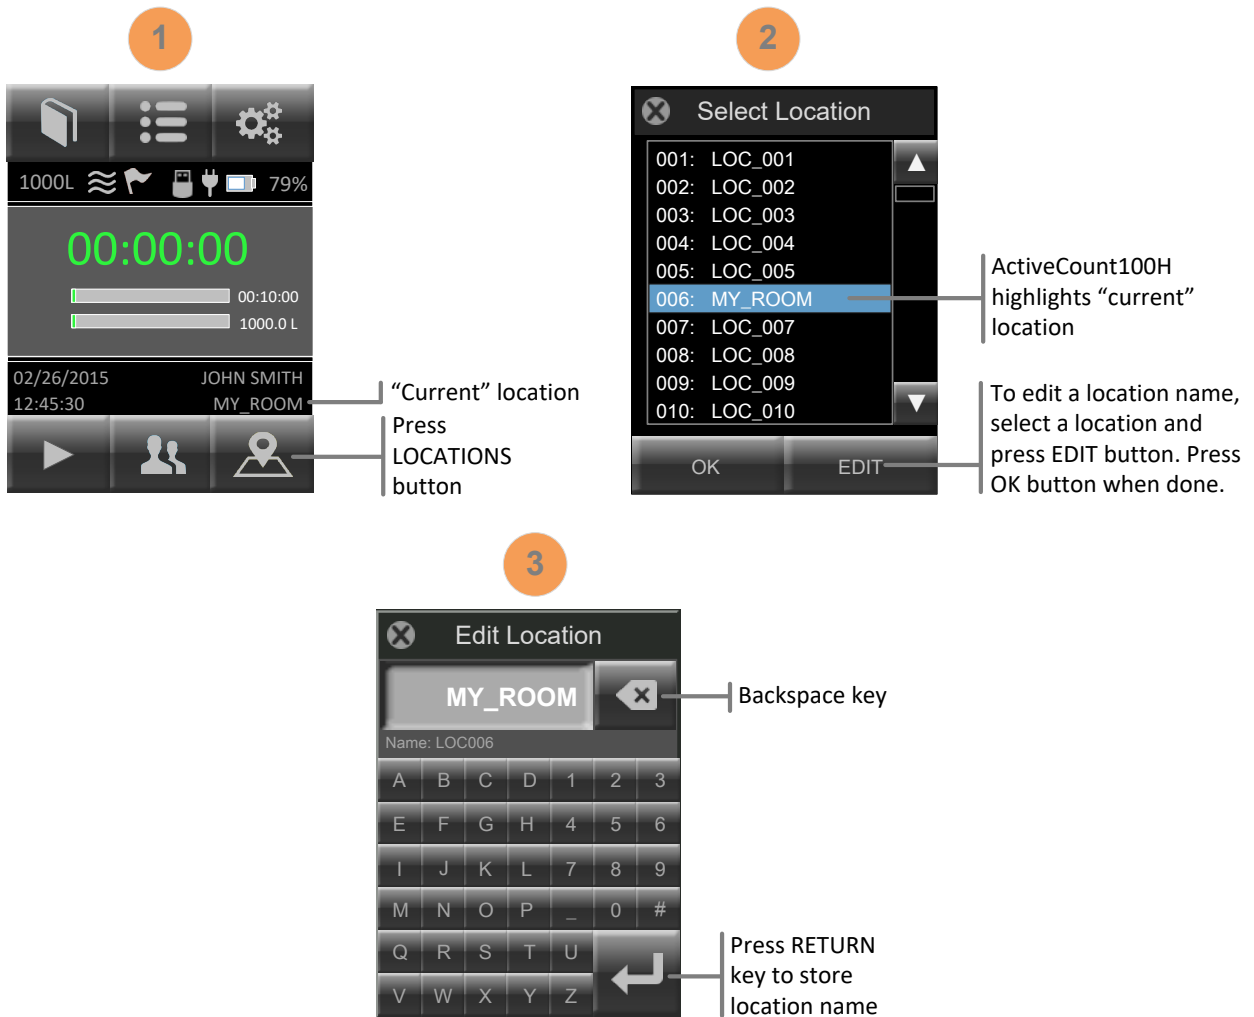 1
1000L
79%
00:00:00
00:10:00
1000.0 L
02/26/2015 JOHN SMITH
12:45:30 MY_ROOM
"Current" location
Press
LOCATIONS
button
2
Select Location
001: LOC_001
002: LOC_002
003: LOC_003
004: LOC_004
005: LOC_005
006: MY_ROOM
007: LOC_007
008: LOC_008
009: LOC_009
010: LOC_010
OK EDIT
ActiveCount100H
highlights “current”
location
To edit a location name,
select a location and
press EDIT button. Press
OK button when done.
3
Edit Location
MY_ROOM
Name: LOC006
A B C D 1 2 3
E F G H 4 5 6
I J K L 7 8 9
M N O P _ 0 #
Q R S T U
V W X Y Z
Backspace key
Press RETURN
key to store
location name